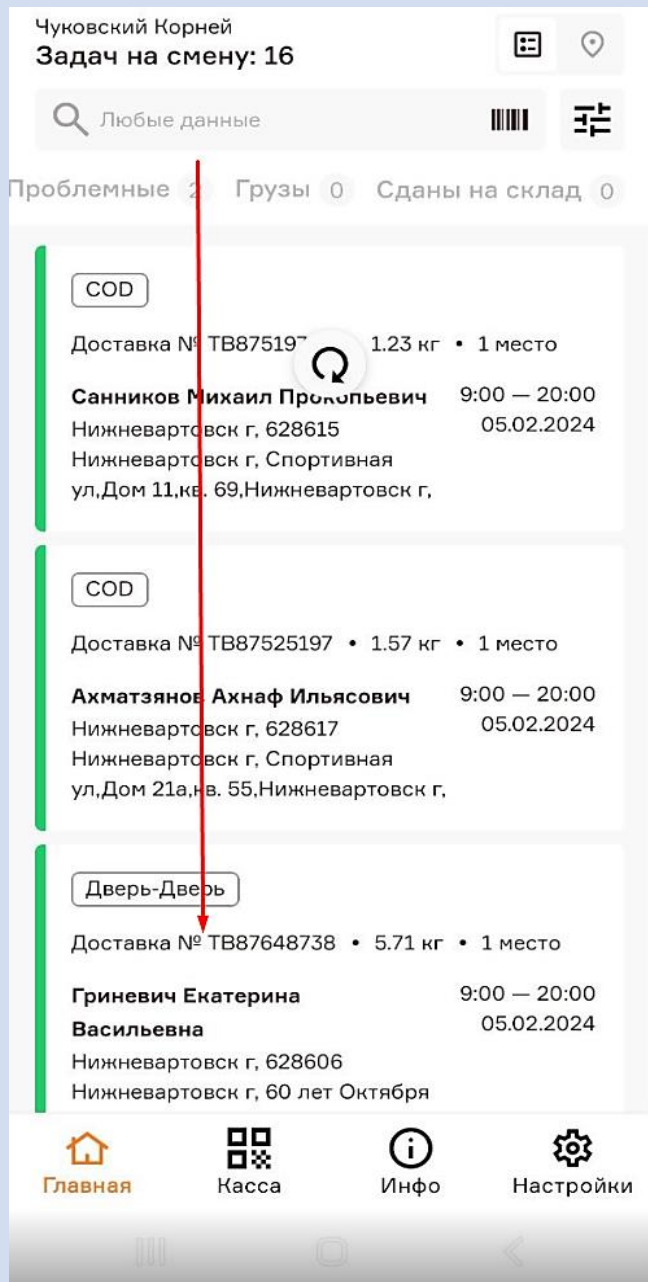 Чуковский Корней
Задач на смену: 16
Любые данные
Проблемные 2 Грузы 0 Сданы на склад 0
COD
Доставка № TB875197 1.23 кг • 1 место
Санников Михаил Прокопьевич 9:00 — 20:00
Нижневартовск г, 628615 05.02.2024
Нижневартовск г, Спортивная
ул,Дом 11,кв. 69,Нижневартовск г,
COD
Доставка № TB87525197 • 1.57 кг • 1 место
Ахматзянов Ахнаф Ильясович 9:00 — 20:00
Нижневартовск г, 628617 05.02.2024
Нижневартовск г, Спортивная
ул,Дом 21а,кв. 55,Нижневартовск г,
Дверь-Дверь
Доставка № TB87648738 • 5.71 кг • 1 место
Гриневич Екатерина 9:00 — 20:00
Васильевна 05.02.2024
Нижневартовск г, 628606
Нижневартовск г, 60 лет Октября
Главная Касса Инфо Настройки